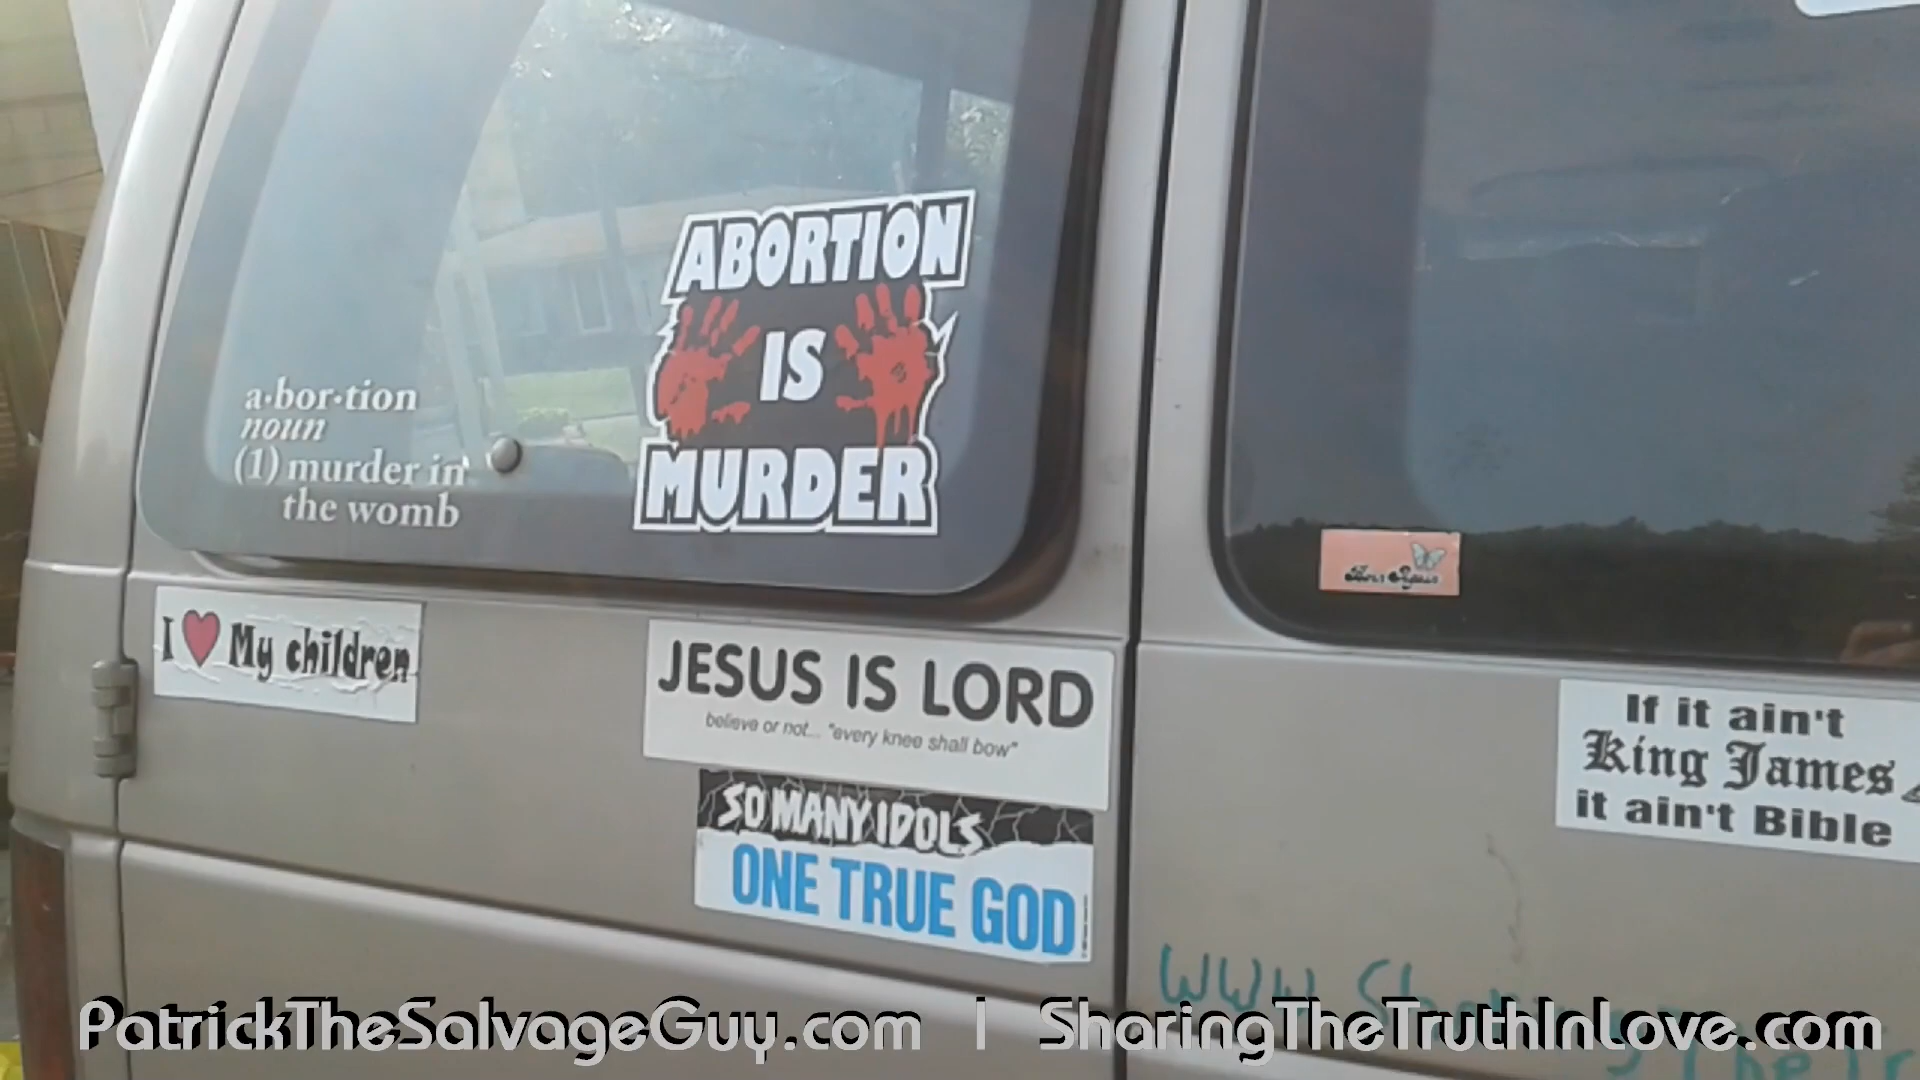 ABORTION
IS
MURDER
a·bor·tion
noun
(1) murder in
the womb
I ❤ My children
JESUS IS LORD
believe or not... "every knee shall bow"
SO MANY IDOLS
ONE TRUE GOD
If it ain't
King James
it ain't Bible
www.Sharing
PatrickTheSalvageGuy.com | SharingTheTruthInLove.com